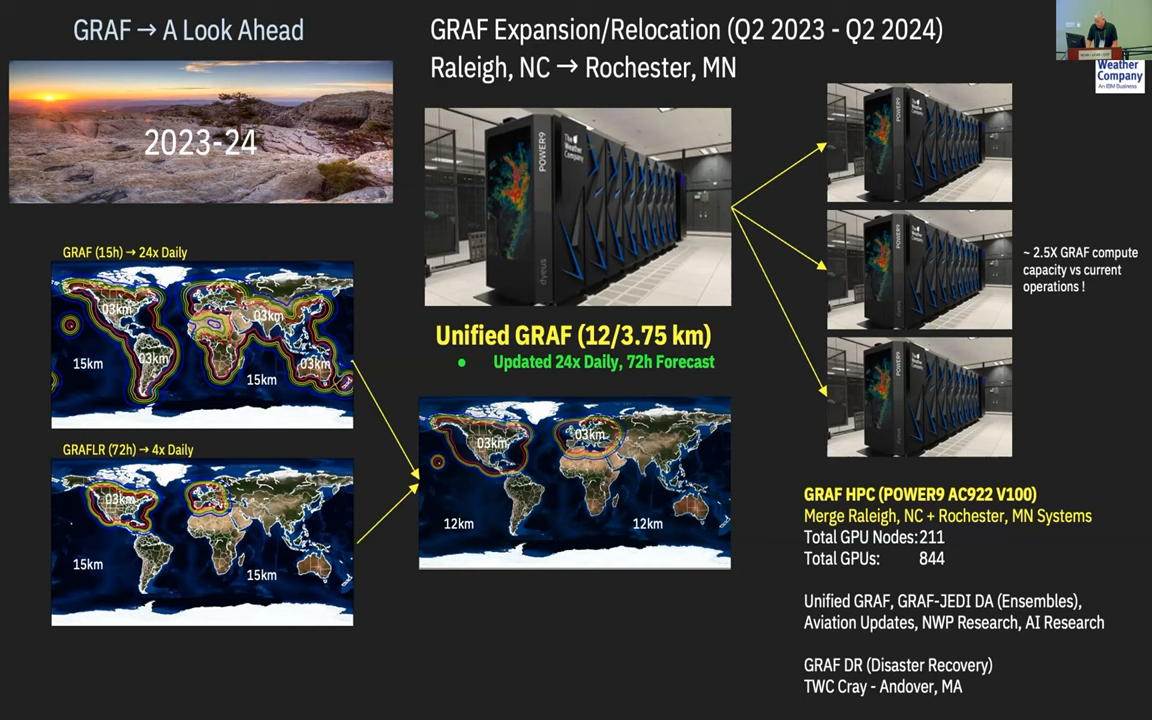 GRAF → A Look Ahead
2023-24
GRAF (15h) → 24x Daily
03km
03km
03km
03km
15km
15km
GRAFLR (72h) → 4x Daily
03km
15km
15km
GRAF Expansion/Relocation (Q2 2023 - Q2 2024)
Raleigh, NC → Rochester, MN
POWER9
The
Weather
Company
dyeus
Unified GRAF (12/3.75 km)
• Updated 24x Daily, 72h Forecast
03km
03km
12km
12km
Weather
Company
An IBM Business
POWER9
POWER9
POWER9
~ 2.5X GRAF compute
capacity vs current
operations !
GRAF HPC (POWER9 AC922 V100)
Merge Raleigh, NC + Rochester, MN Systems
Total GPU Nodes: 211
Total GPUs: 844
Unified GRAF, GRAF-JEDI DA (Ensembles),
Aviation Updates, NWP Research, AI Research
GRAF DR (Disaster Recovery)
TWC Cray - Andover, MA